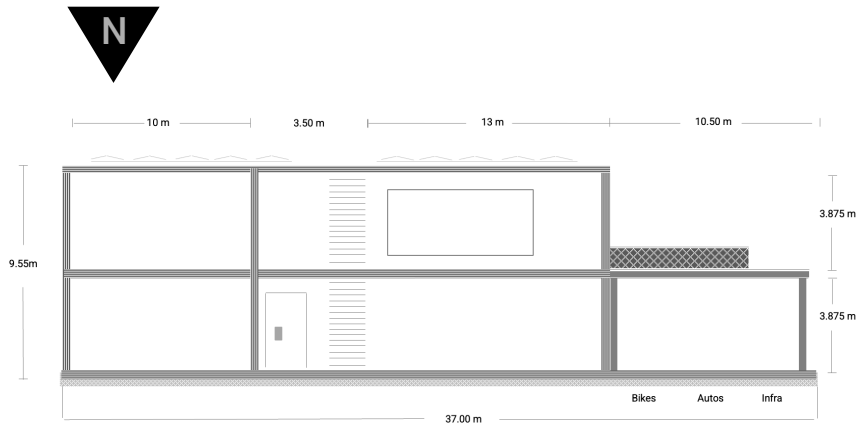 N
10 m
3.50 m
13 m
10.50 m
3.875 m
9.55m
3.875 m
Bikes
Autos
Infra
37.00 m